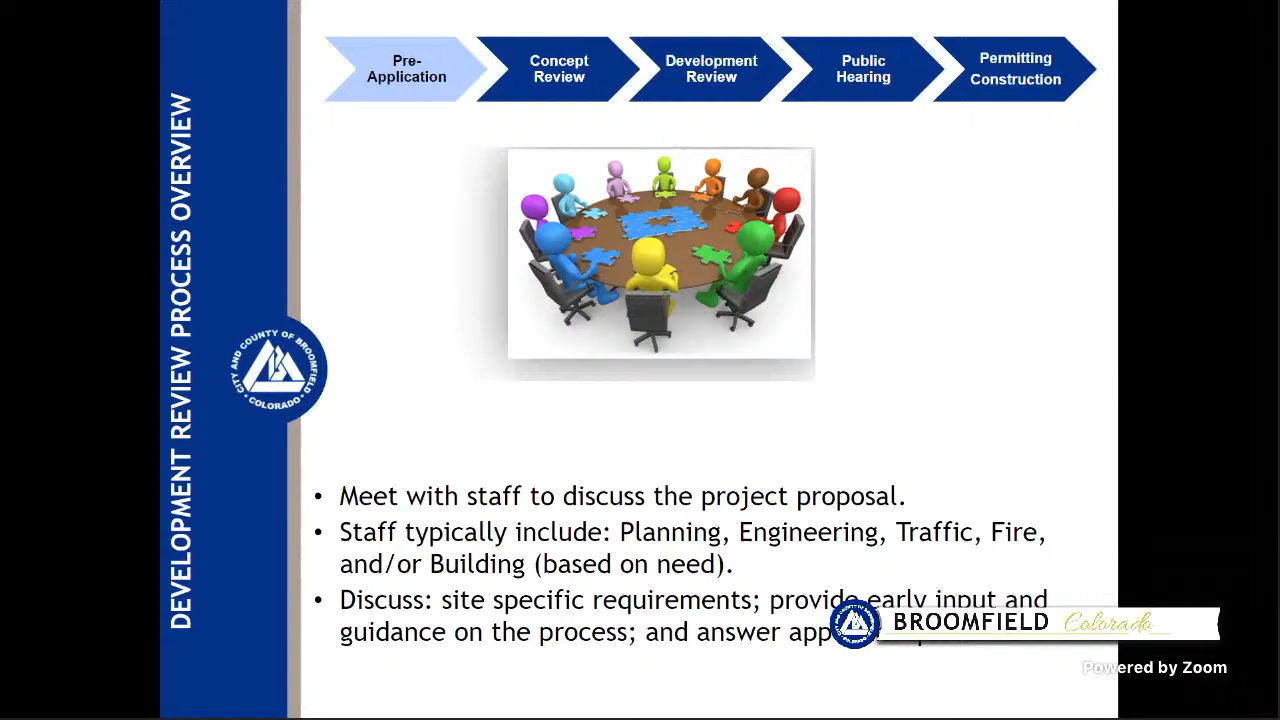 Pre-
Application
Concept
Review
Development
Review
Public
Hearing
Permitting
Construction
DEVELOPMENT REVIEW PROCESS OVERVIEW
CITY AND COUNTY OF BROOMFIELD
• COLORADO •
• Meet with staff to discuss the project proposal.
• Staff typically include: Planning, Engineering, Traffic, Fire,
and/or Building (based on need).
• Discuss: site specific requirements; provide early input and
guidance on the process; and answer
BROOMFIELD Colorado
Powered by Zoom